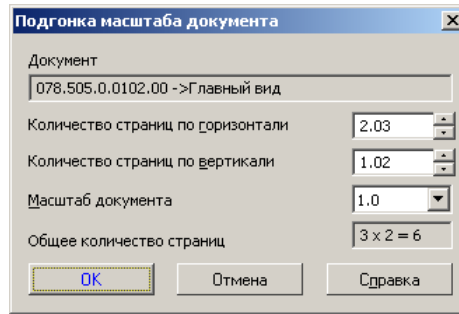 Подгонка масштаба документа
Документ
078.505.0.0102.00 ->Главный вид
Количество страниц по горизонтали 2.03
Количество страниц по вертикали 1.02
Масштаб документа 1.0
Общее количество страниц 3 x 2 = 6
OK Отмена Справка